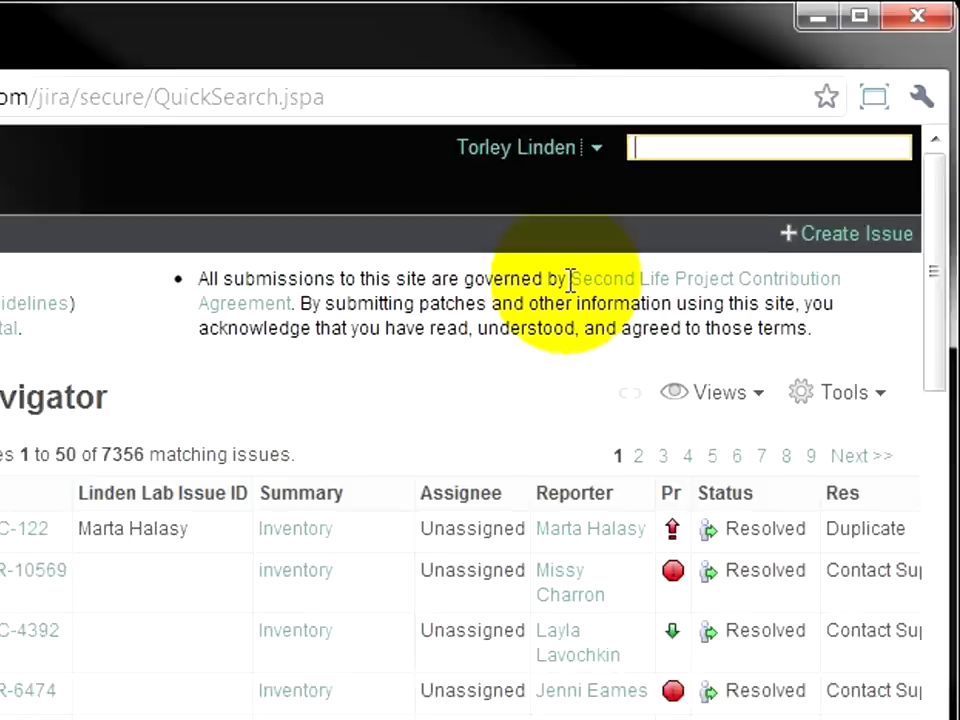 om/jira/secure/QuickSearch.jspa
Torley Linden
+ Create Issue
• All submissions to this site are governed by Second Life Project Contribution
idelines) Agreement. By submitting patches and other information using this site, you
tal. acknowledge that you have read, understood, and agreed to those terms.
vigator Views Tools
es 1 to 50 of 7356 matching issues. 1 2 3 4 5 6 7 8 9 Next >>
Linden Lab Issue ID Summary Assignee Reporter Pr Status Res
C-122 Marta Halasy Inventory Unassigned Marta Halasy Resolved Duplicate
R-10569 inventory Unassigned Missy Resolved Contact Sup
Charron
C-4392 Inventory Unassigned Layla Resolved Contact Sup
Lavochkin
R-6474 Inventory Unassigned Jenni Eames Resolved Contact Sup